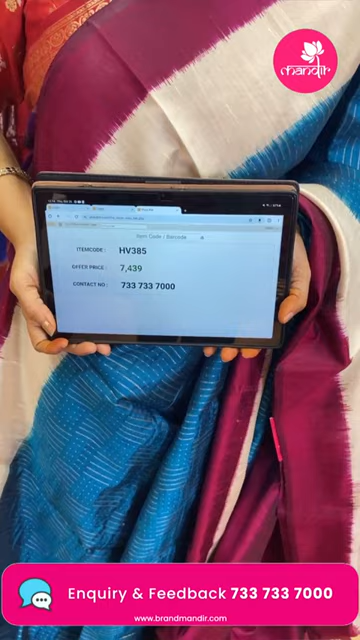 mandir
Item Code / Barcode
ITEMCODE : HV385
OFFER PRICE : 7,439
CONTACT NO : 733 733 7000
Enquiry & Feedback 733 733 7000
www.brandmandir.com